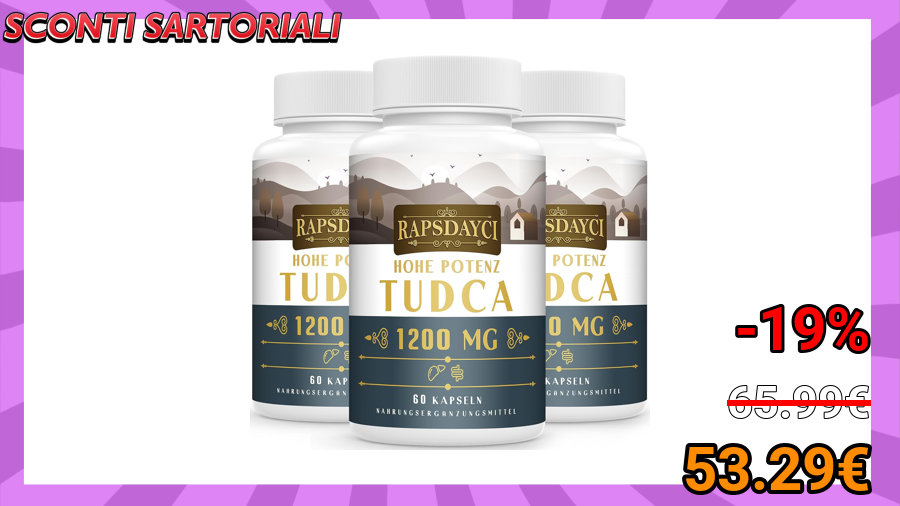 SCONTI SARTORIALI
RAPSDAYCI
HOHE POTENZ
TUDCA
1200 MG
60 KAPSELN
NAHRUNGSERGÄNZUNGSMITTEL
-19%
65.99€
53.29€